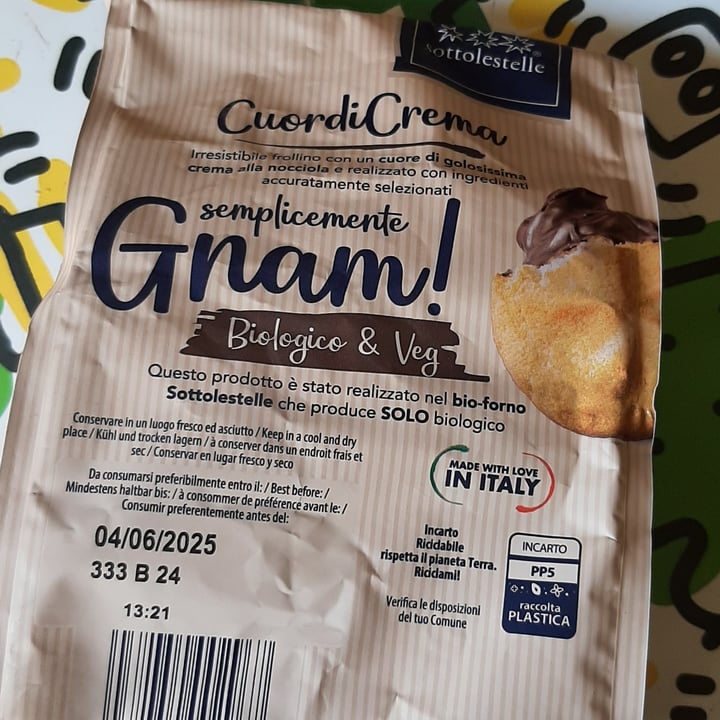 Sottolestelle
CuordiCrema
Irresistibile frollino con un cuore di golosissima
crema alla nocciola e realizzato con ingredienti
accuratamente selezionati
semplicemente
Gnam!
Biologico & Veg
Questo prodotto è stato realizzato nel bio-forno
Sottolestelle che produce SOLO biologico
Conservare in un luogo fresco ed asciutto / Keep in a cool and dry
place / Kühl und trocken lagern / à conserver dans un endroit frais et
sec / Conservar en lugar fresco y seco
Da consumarsi preferibilmente entro il: / Best before: /
Mindestens haltbar bis: / à consommer de préférence avant le: /
Consumir preferentemente antes del:
04/06/2025
333 B 24
13:21
MADE WITH LOVE
IN ITALY
Incarto
Riciclabile
rispetta il pianeta Terra.
Riciclami!
Verifica le disposizioni
del tuo Comune
INCARTO
PP5
raccolta
PLASTICA